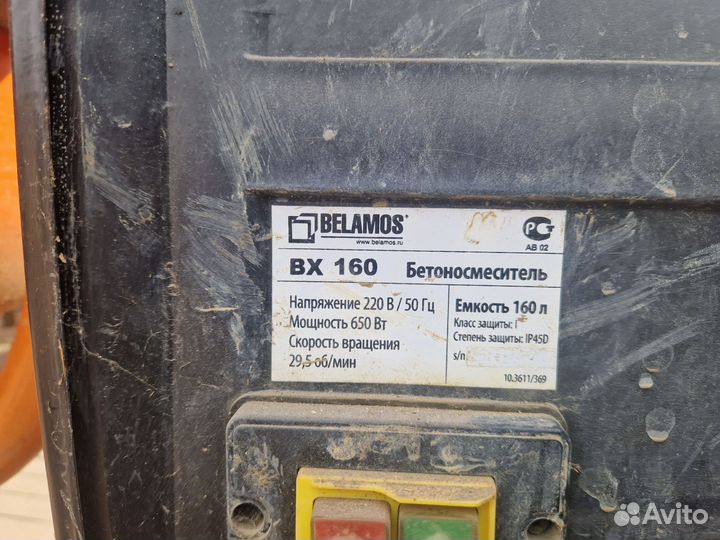 BELAMOS®
www.belamos.ru
РСТ
АВ 02
BX 160 Бетоносмеситель
Напряжение 220 В / 50 Гц
Мощность 650 Вт
Скорость вращения
29,5 об/мин
Емкость 160 л
Класс защиты: I
Степень защиты: IP45D
s/n
10.3611/369
Avito